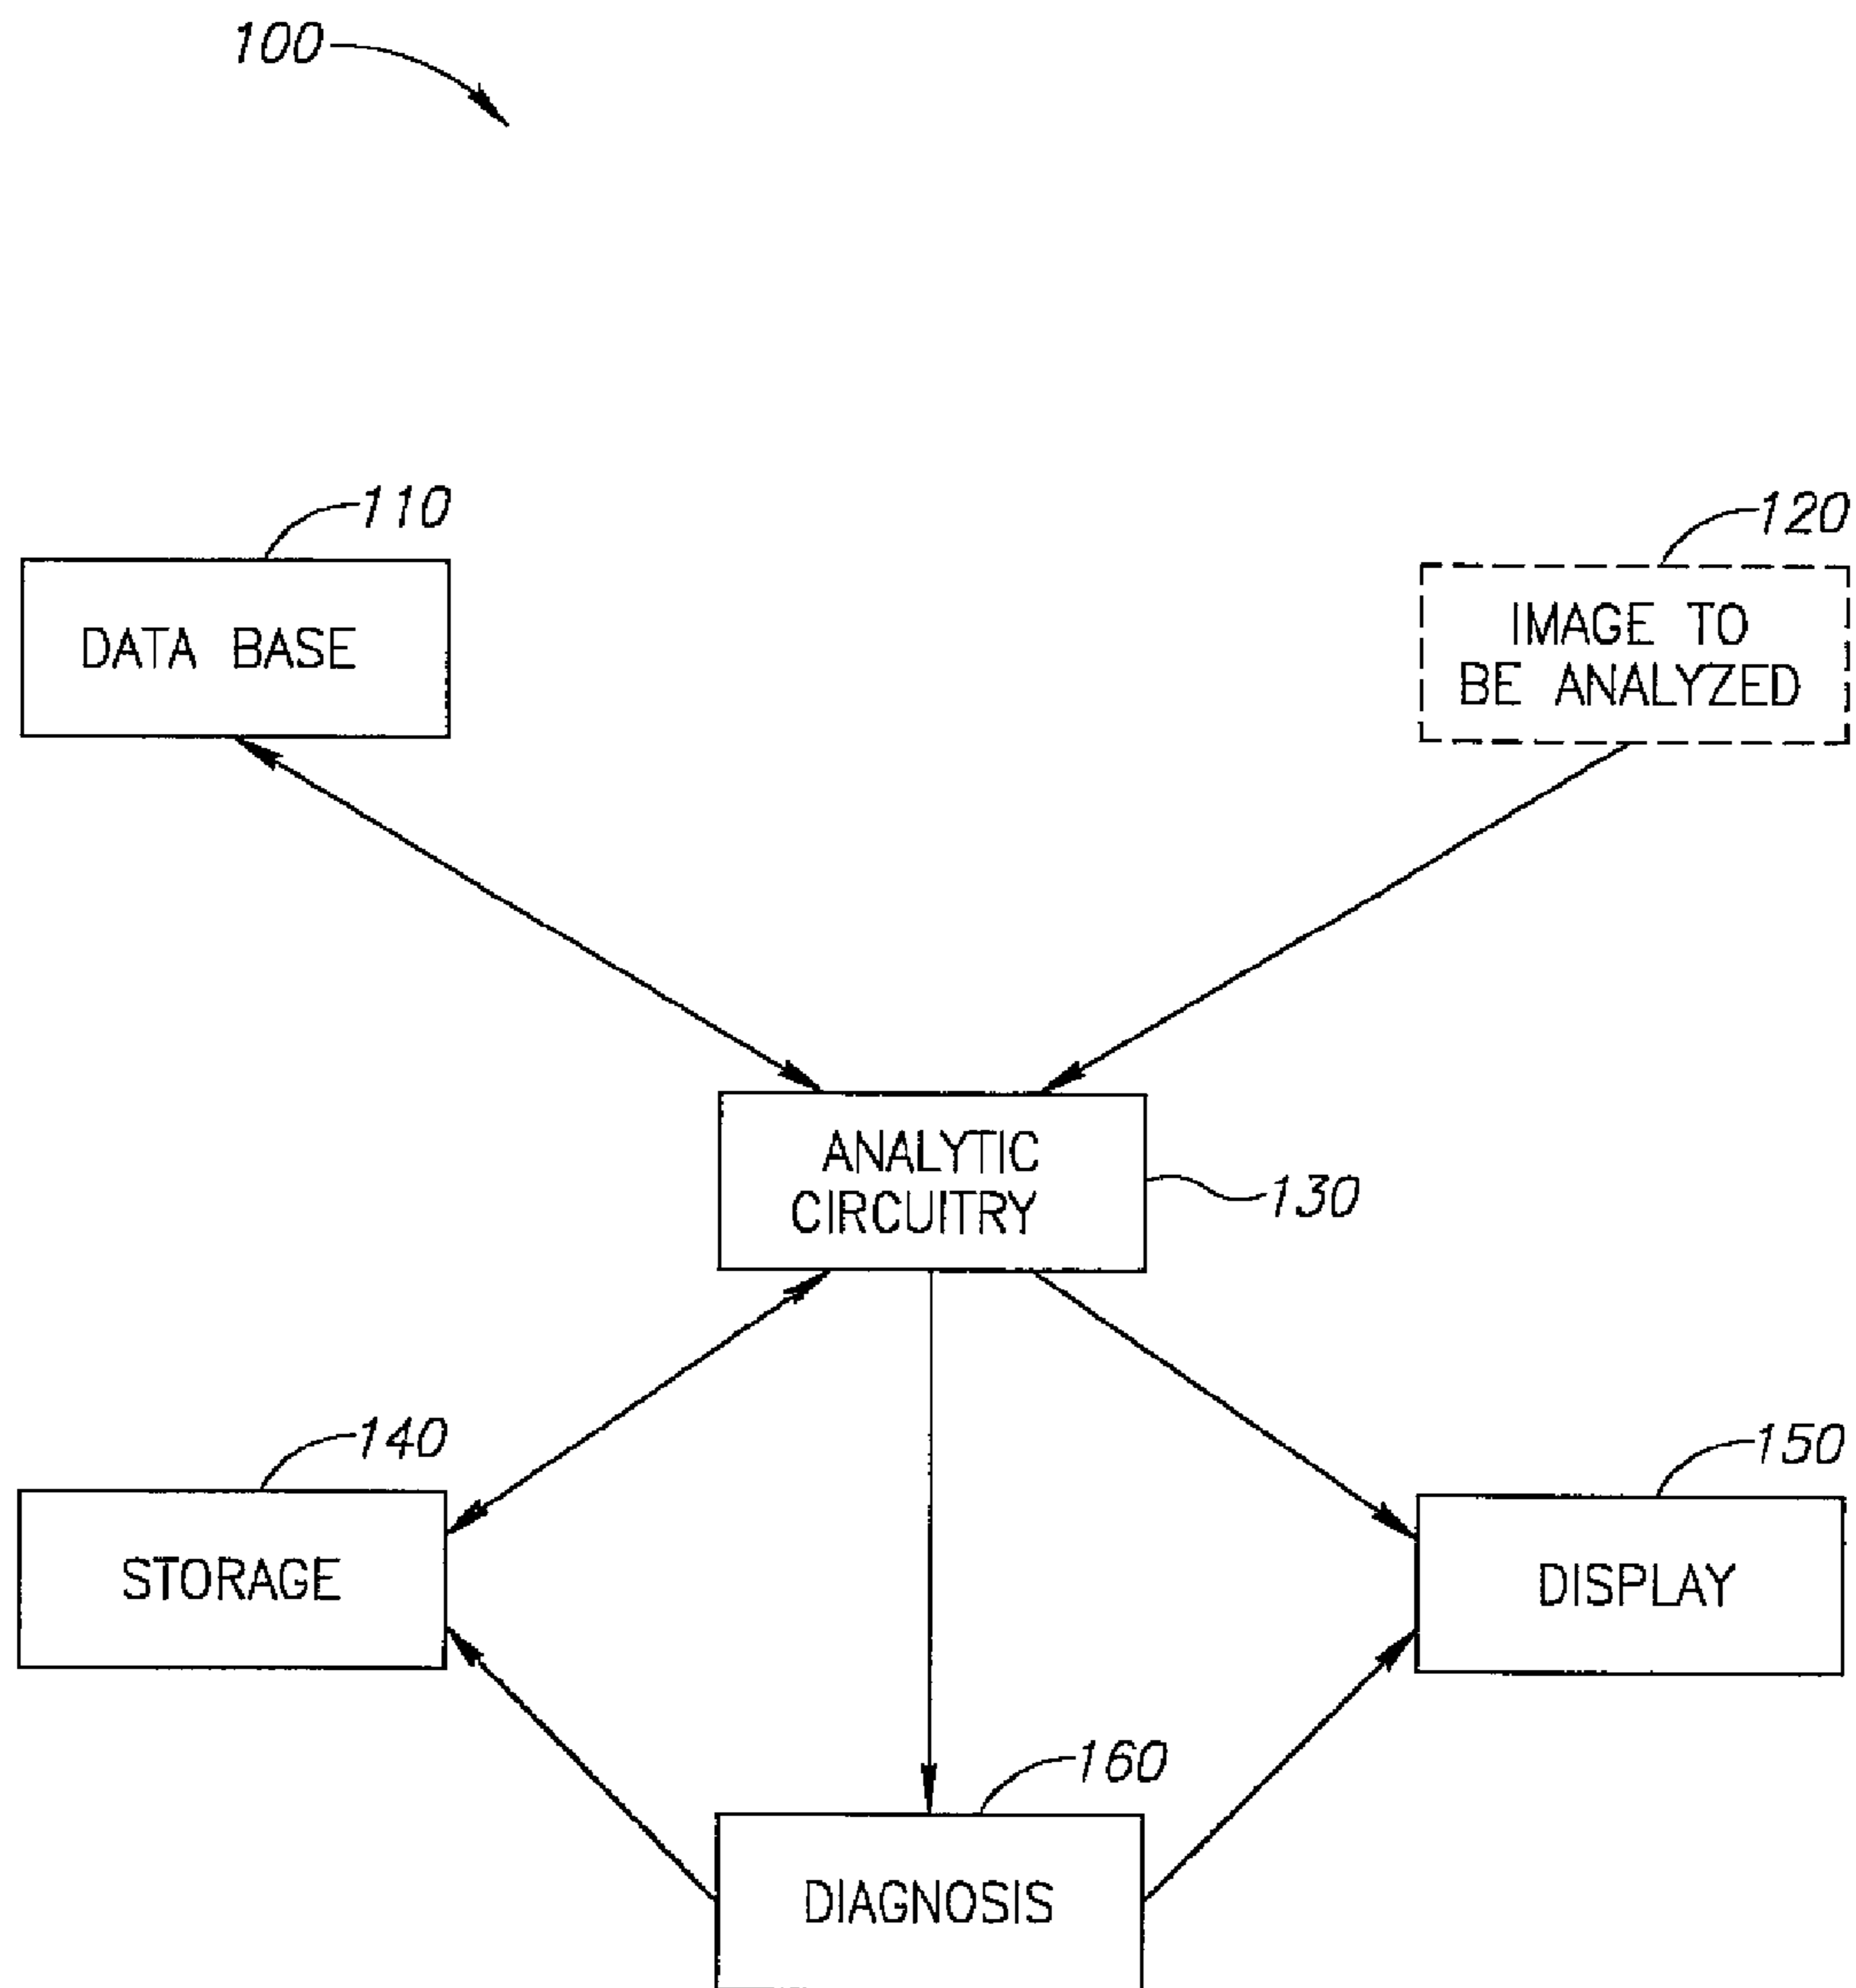 100
110
DATA BASE
120
IMAGE TO
BE ANALYZED
ANALYTIC
CIRCUITRY
130
140
STORAGE
150
DISPLAY
160
DIAGNOSIS